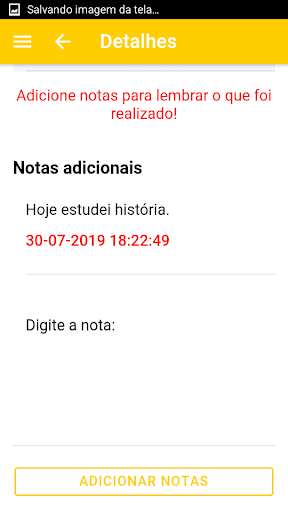 Salvando imagem da tela...
Detalhes
Adicione notas para lembrar o que foi
realizado!
Notas adicionais
Hoje estudei história.
30-07-2019 18:22:49
Digite a nota:
ADICIONAR NOTAS